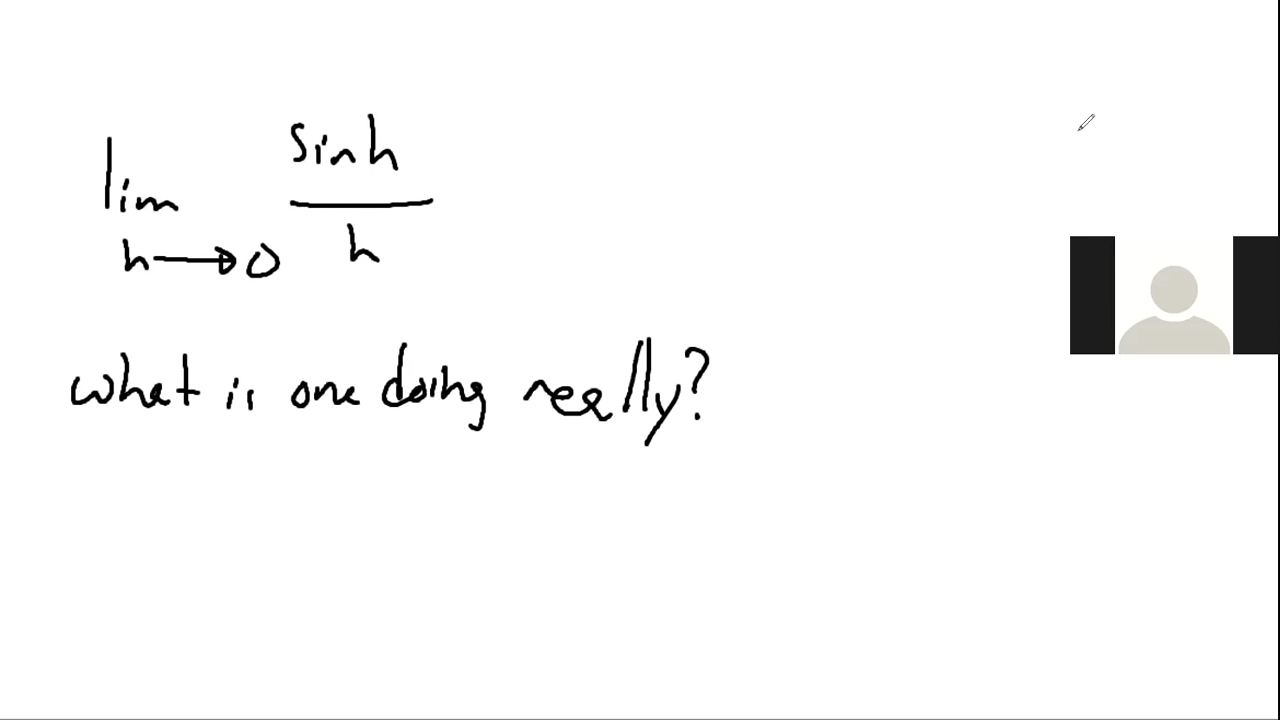 lim h→0 sinh / h
what is one doing really?